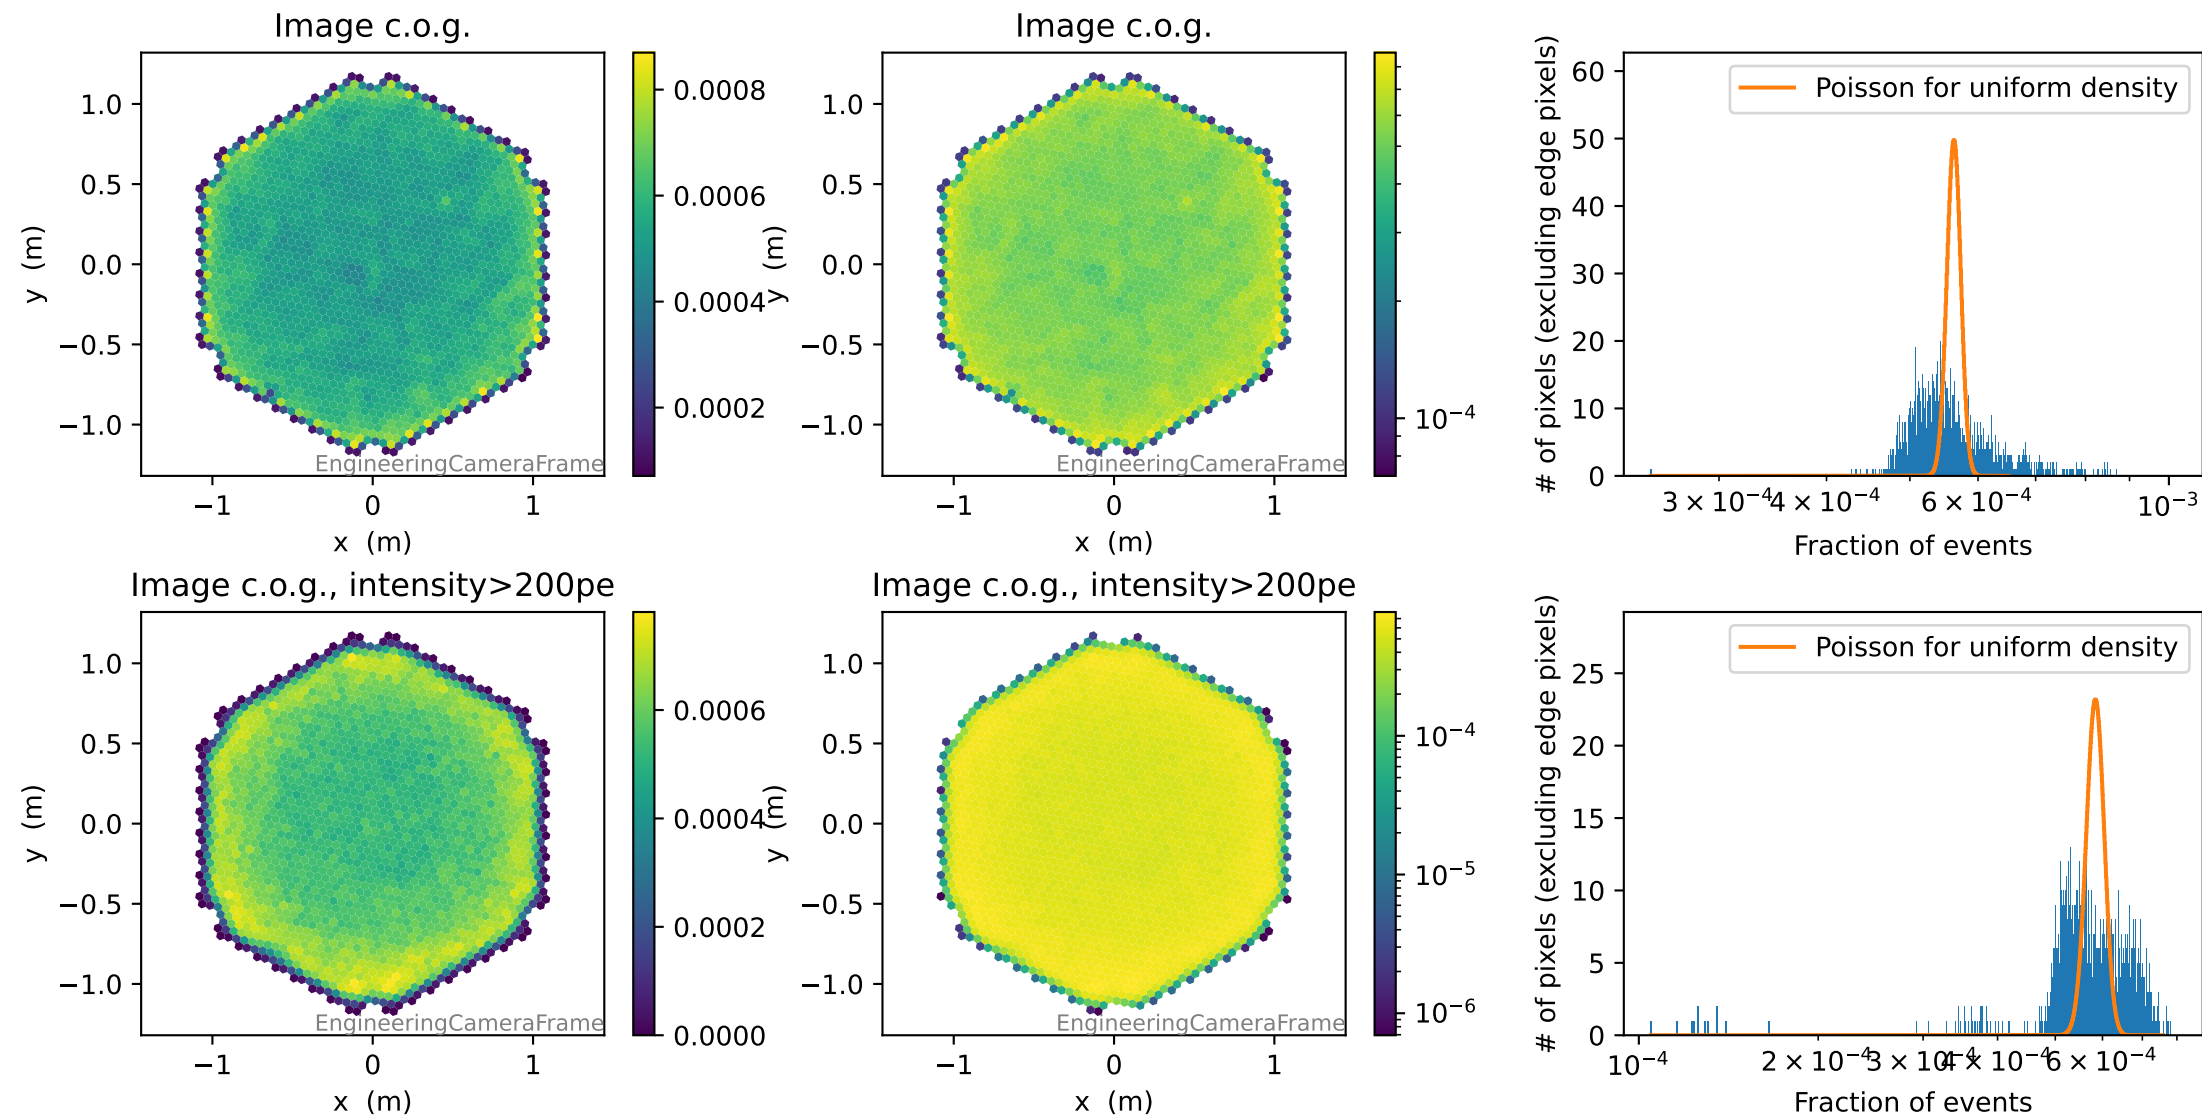 Image c.o.g.
1.0
0.5
0.0
−0.5
−1.0
y (m)
−1
0
1
x (m)
EngineeringCameraFrame
0.0008
0.0006
0.0004
0.0002
Image c.o.g.
1.0
0.5
0.0
−0.5
−1.0
y (m)
−1
0
1
x (m)
EngineeringCameraFrame
10⁻⁴
Poisson for uniform density
60
50
40
30
20
10
0
# of pixels (excluding edge pixels)
3 × 10⁻⁴
4 × 10⁻⁴
6 × 10⁻⁴
10⁻³
Fraction of events
Image c.o.g., intensity>200pe
1.0
0.5
0.0
−0.5
−1.0
y (m)
−1
0
1
x (m)
EngineeringCameraFrame
0.0006
0.0004
0.0002
0.0000
Image c.o.g., intensity>200pe
1.0
0.5
0.0
−0.5
−1.0
y (m)
−1
0
1
x (m)
EngineeringCameraFrame
10⁻⁴
10⁻⁵
10⁻⁶
Poisson for uniform density
25
20
15
10
5
0
# of pixels (excluding edge pixels)
10⁻⁴
2 × 10⁻⁴
3 × 10⁻⁴
4 × 10⁻⁴
6 × 10⁻⁴
Fraction of events